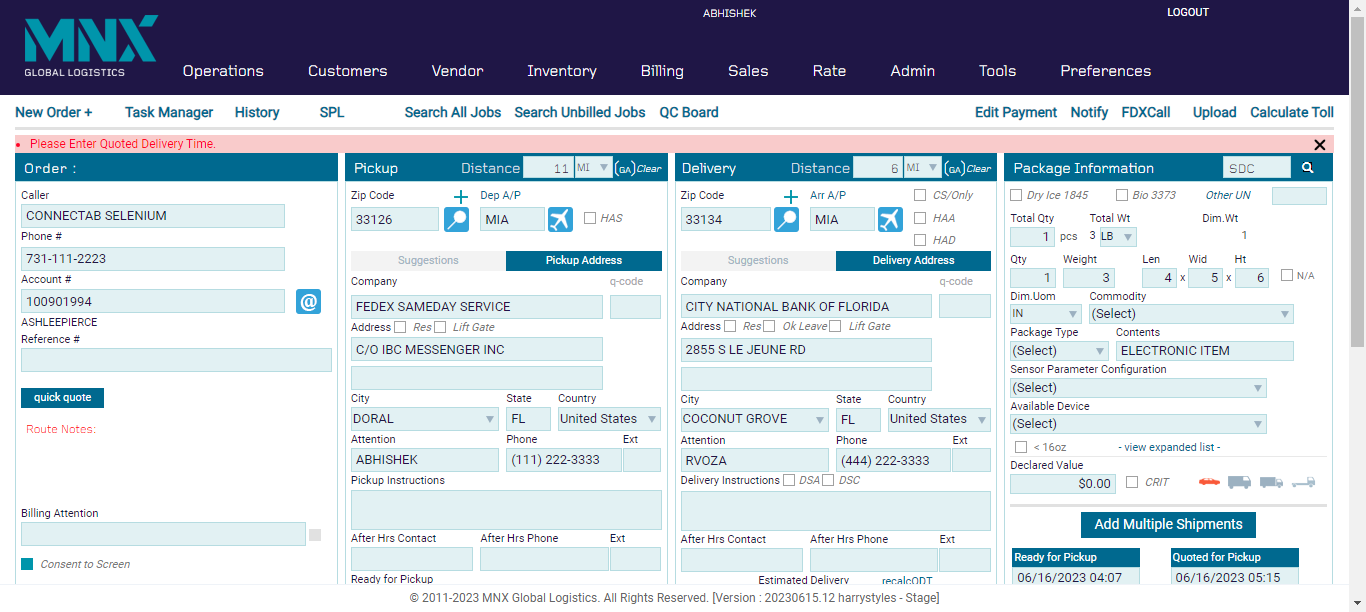 ABHISHEK
LOGOUT
MNX
GLOBAL LOGISTICS
Operations Customers Vendor Inventory Billing Sales Rate Admin Tools Preferences
New Order + Task Manager History SPL Search All Jobs Search Unbilled Jobs QC Board Edit Payment Notify FDXCall Upload Calculate Toll
Please Enter Quoted Delivery Time.
Order :
Caller
CONNECTAB SELENIUM
Phone #
731-111-2223
Account #
100901994
@
ASHLEEPIERCE
Reference #
quick quote
Route Notes:
Billing Attention
Consent to Screen
Pickup Distance 11 MI (GA) Clear
Zip Code + Dep A/P
33126 MIA HAS
Suggestions Pickup Address
Company q-code
FEDEX SAMEDAY SERVICE
Address Res Lift Gate
C/O IBC MESSENGER INC
City State Country
DORAL FL United States
Attention Phone Ext
ABHISHEK (111) 222-3333
Pickup Instructions
After Hrs Contact After Hrs Phone Ext
Ready for Pickup
Delivery Distance 6 MI (GA) Clear
Zip Code + Arr A/P CS/Only
33134 MIA HAA
HAD
Suggestions Delivery Address
Company q-code
CITY NATIONAL BANK OF FLORIDA
Address Res Ok Leave Lift Gate
2855 S LE JEUNE RD
City State Country
COCONUT GROVE FL United States
Attention Phone Ext
RVOZA (444) 222-3333
Delivery Instructions DSA DSC
After Hrs Contact After Hrs Phone Ext
Estimated Delivery recalcODT
Package Information SDC
Dry Ice 1845 Bio 3373 Other UN
Total Qty Total Wt Dim.Wt
1 pcs 3 LB 1
Qty Weight Len Wid Ht
1 3 4 x 5 x 6 N/A
Dim.Uom Commodity
IN (Select)
Package Type Contents
(Select) ELECTRONIC ITEM
Sensor Parameter Configuration
(Select)
Available Device
(Select)
< 16oz - view expanded list -
Declared Value
$0.00 CRIT
Add Multiple Shipments
Ready for Pickup Quoted for Pickup
06/16/2023 04:07 06/16/2023 05:15
© 2011-2023 MNX Global Logistics. All Rights Reserved. [Version : 20230615.12 harrystyles - Stage]